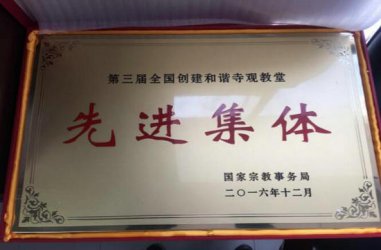 第三届全国创建和谐寺观教堂
先进集体
国家宗教事务局
二〇一六年十二月